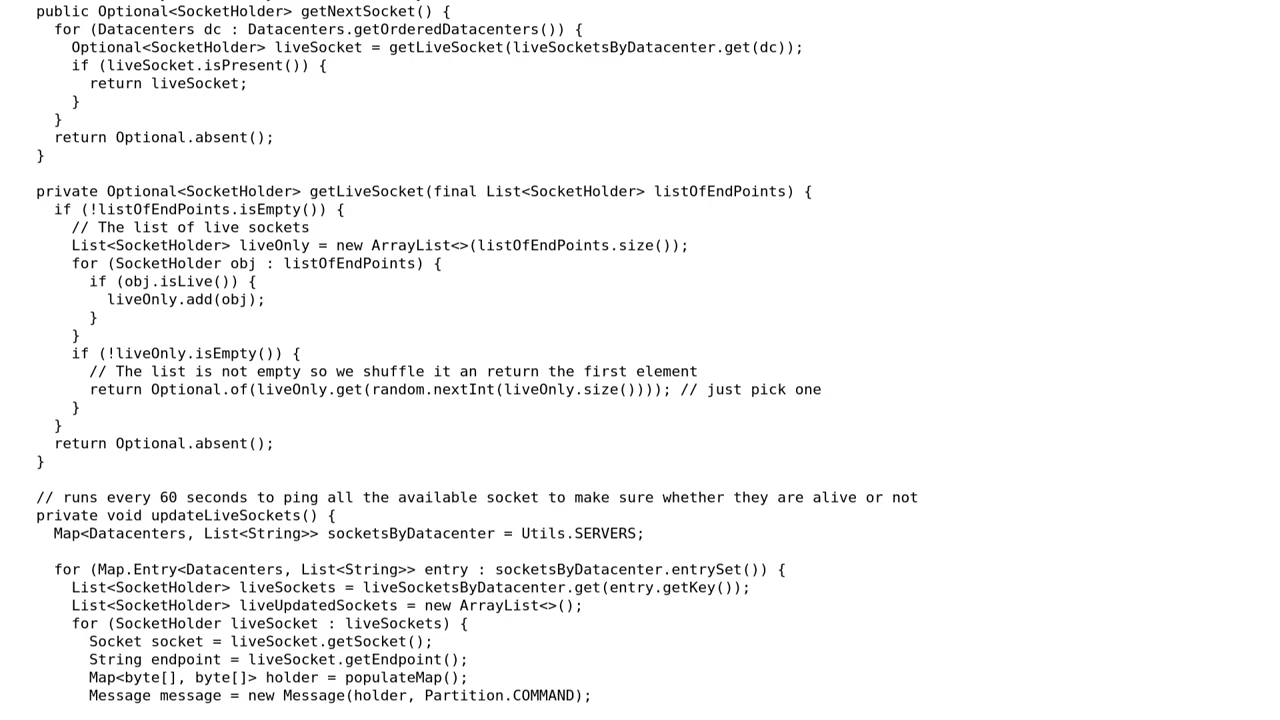 public Optional<SocketHolder> getNextSocket() {
for (Datacenters dc : Datacenters.getOrderedDatacenters()) {
Optional<SocketHolder> liveSocket = getLiveSocket(liveSocketsByDatacenter.get(dc));
if (liveSocket.isPresent()) {
return liveSocket;
}
}
return Optional.absent();
}
private Optional<SocketHolder> getLiveSocket(final List<SocketHolder> listOfEndPoints) {
if (!listOfEndPoints.isEmpty()) {
// The list of live sockets
List<SocketHolder> liveOnly = new ArrayList<>(listOfEndPoints.size());
for (SocketHolder obj : listOfEndPoints) {
if (obj.isLive()) {
liveOnly.add(obj);
}
}
if (!liveOnly.isEmpty()) {
// The list is not empty so we shuffle it an return the first element
return Optional.of(liveOnly.get(random.nextInt(liveOnly.size()))); // just pick one
}
}
return Optional.absent();
}
// runs every 60 seconds to ping all the available socket to make sure whether they are alive or not
private void updateLiveSockets() {
Map<Datacenters, List<String>> socketsByDatacenter = Utils.SERVERS;
for (Map.Entry<Datacenters, List<String>> entry : socketsByDatacenter.entrySet()) {
List<SocketHolder> liveSockets = liveSocketsByDatacenter.get(entry.getKey());
List<SocketHolder> liveUpdatedSockets = new ArrayList<>();
for (SocketHolder liveSocket : liveSockets) {
Socket socket = liveSocket.getSocket();
String endpoint = liveSocket.getEndpoint();
Map<byte[], byte[]> holder = populateMap();
Message message = new Message(holder, Partition.COMMAND);